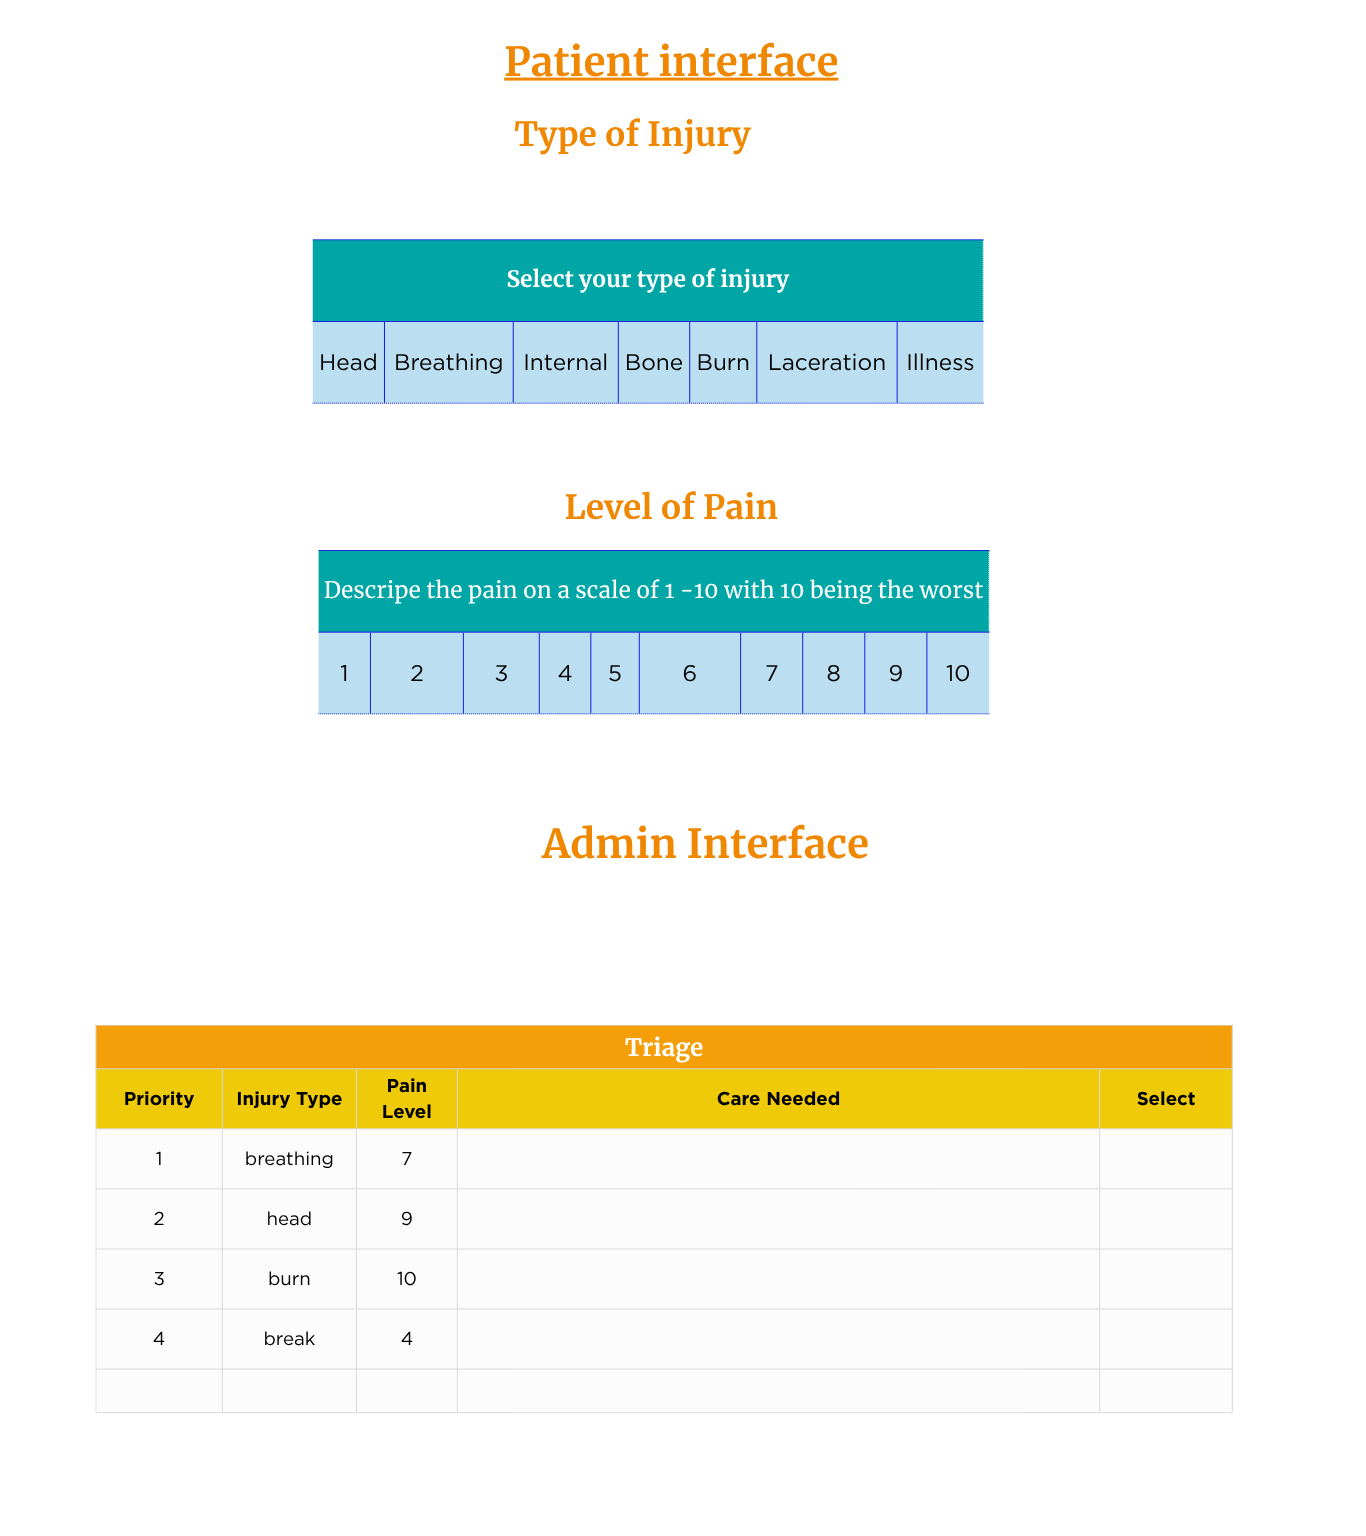 Patient interface
Type of Injury
Select your type of injury
Head Breathing Internal Bone Burn Laceration Illness
Level of Pain
Descripe the pain on a scale of 1 -10 with 10 being the worst
1 2 3 4 5 6 7 8 9 10
Admin Interface
Triage
Priority Injury Type Pain Level Care Needed Select
1 breathing 7
2 head 9
3 burn 10
4 break 4